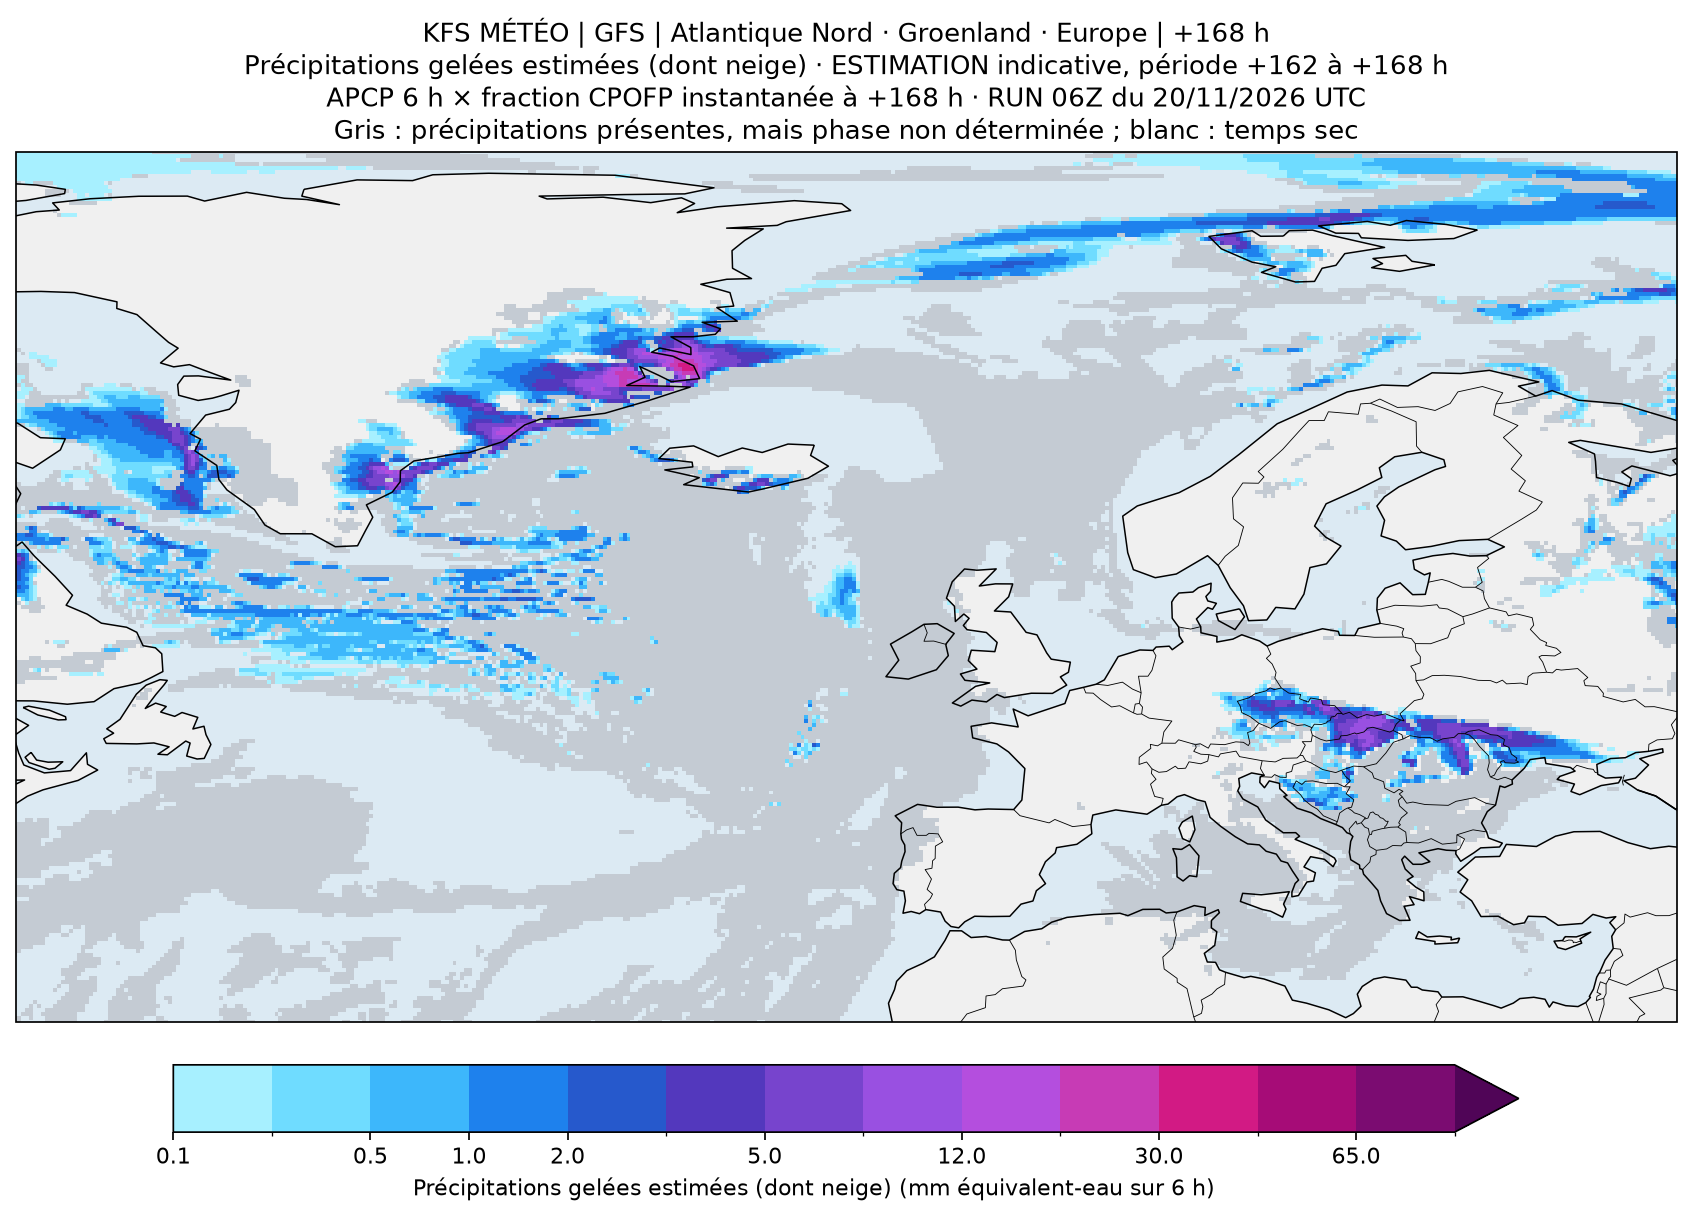 KFS MÉTÉO | GFS | Atlantique Nord · Groenland · Europe | +168 h
Précipitations gelées estimées (dont neige) · ESTIMATION indicative, période +162 à +168 h
APCP 6 h × fraction CPOFP instantanée à +168 h · RUN 06Z du 20/11/2026 UTC
Gris : précipitations présentes, mais phase non déterminée ; blanc : temps sec
0.1 0.5 1.0 2.0 5.0 12.0 30.0 65.0
Précipitations gelées estimées (dont neige) (mm équivalent-eau sur 6 h)